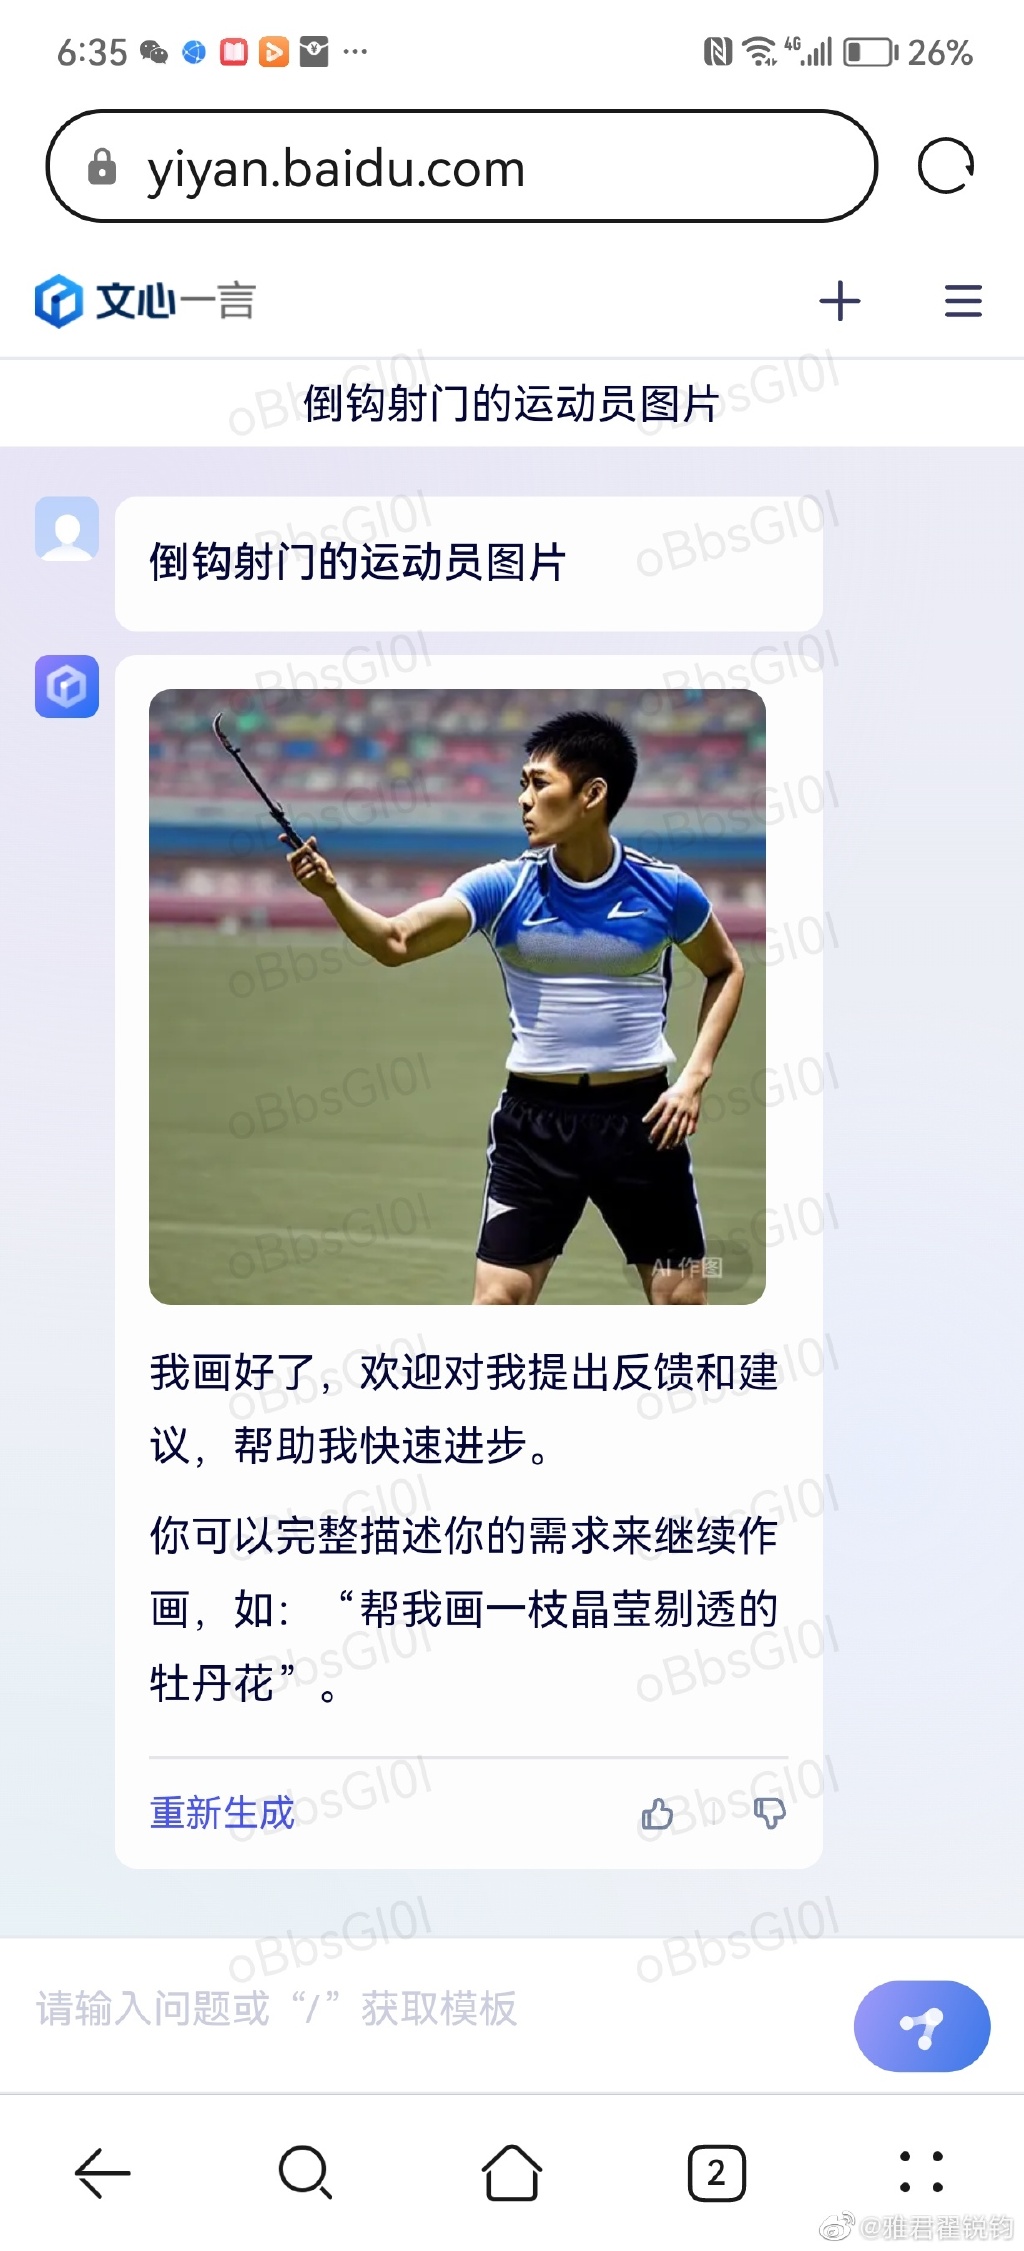 6:35
4G
26%
yiyan.baidu.com
文心一言
倒钩射门的运动员图片
倒钩射门的运动员图片
AI 作图
我画好了，欢迎对我提出反馈和建
议，帮助我快速进步。
你可以完整描述你的需求来继续作
画，如：“帮我画一枝晶莹剔透的
牡丹花”。
重新生成
请输入问题或“/”获取模板
2
@雅君翟锐钧
oBbsGl0l